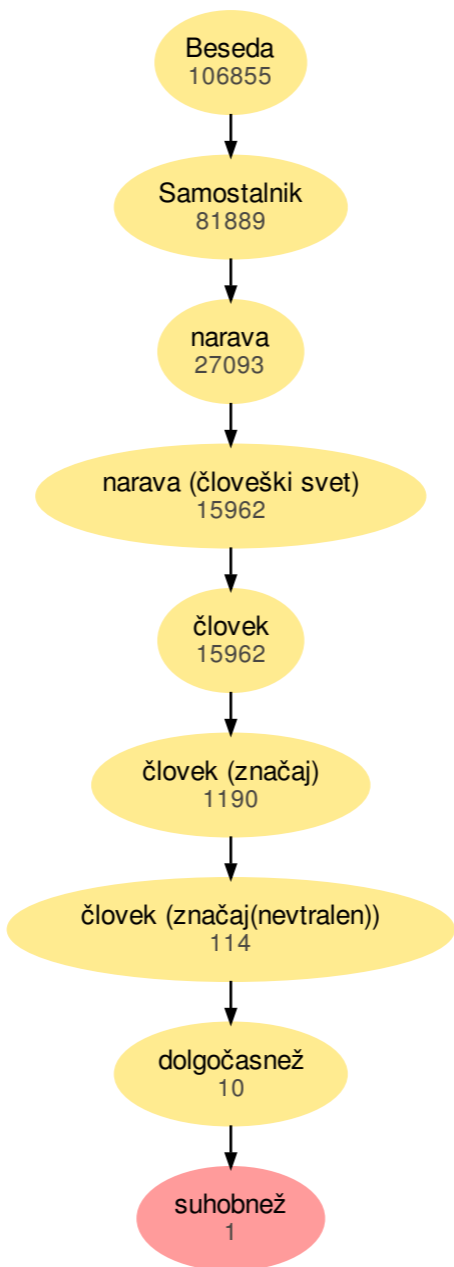 Beseda
106855
Samostalnik
81889
narava
27093
narava (človeški svet)
15962
človek
15962
človek (značaj)
1190
človek (značaj(nevtralen))
114
dolgočasnež
10
suhobnež
1